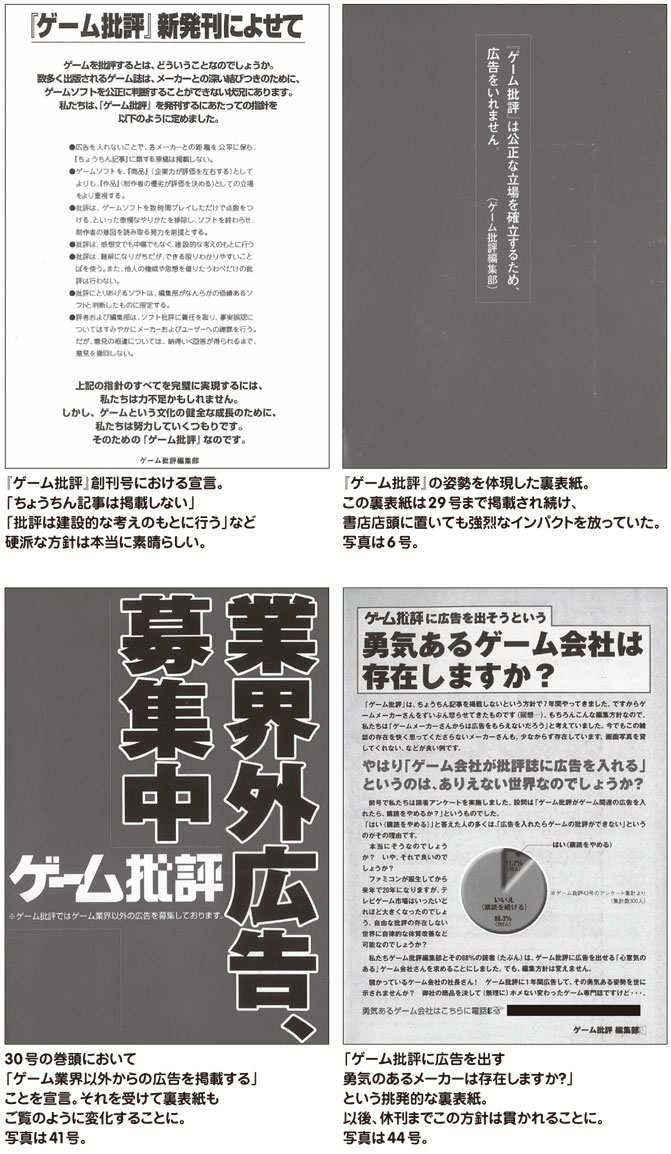 『ゲーム批評』新発刊によせて
ゲームを批評するとは、どういうことなのでしょうか。
数多く出版されるゲーム誌は、メーカーとの深い結びつきのために、
ゲームソフトを公正に判断することができない状況にあります。
私たちは、『ゲーム批評』を発刊するにあたっての指針を
以下のように定めました。
●広告を入れないことで、各メーカーとの距離を公平に保ち、
『ちょうちん記事』に類する原稿は掲載しない。
●ゲームソフトを、『商品』(企業力が評価を左右する)として
よりも、『作品』(制作者の優劣が評価を決める)としての立場
をより重視する。
●批評は、ゲームソフトを数時間プレイしただけで点数をつ
ける、といった傲慢なやりかたを排除し、ソフトを終わらせ、
制作者の意図を読み取る努力を前提とする。
●批評は、感想文でも中傷でもなく、建設的な考えのもとに行う
●批評は、難解になりがちだが、できる限りわかりやすいこと
ばを使う。また、他人の権威や思想を借りたうわべだけの批
評は行わない。
●批評にとりあげるソフトは、編集部がなんらかの価値あるソ
フトと判断したものに限定する。
●評者および編集部は、ソフト批評に責任を取り、事実誤認に
ついてはすみやかにメーカーおよびユーザーへの謝罪を行う。
だが、意見の相違については、納得いく回答が得られるまで、
意見を撤回しない。
上記の指針のすべてを完璧に実現するには、
私たちは力不足かもしれません。
しかし、ゲームという文化の健全な成長のために、
私たちは努力していくつもりです。
そのための『ゲーム批評』なのです。
ゲーム批評編集部
『ゲーム批評』は公正な立場を確立するため、
広告をいれません。
(ゲーム批評編集部)
『ゲーム批評』創刊号における宣言。
「ちょうちん記事は掲載しない」
「批評は建設的な考えのもとに行う」など
硬派な方針は本当に素晴らしい。
『ゲーム批評』の姿勢を体現した裏表紙。
この裏表紙は29号まで掲載され続け、
書店店頭に置いても強烈なインパクトを放っていた。
写真は6号。
業界外広告、
募集中
ゲーム批評
※ゲーム批評ではゲーム業界以外の広告を募集しております。
ゲーム批評に広告を出そうという
勇気あるゲーム会社は
存在しますか?
「ゲーム批評」は、ちょうちん記事を掲載しないという方針で7年間やってきました。ですからゲ
ームメーカーさんをずいぶん怒らせてきたものです(回想…)。もちろんこんな編集方針なので、
私たちは「ゲームメーカーさんからは広告をもらえないだろう」と考えていました。今でもこの雑
誌の存在を快く思ってくださらないメーカーさんも、少なからず存在しています。画面写真を貸
してくれない、などが良い例です。
やはり「ゲーム会社が批評誌に広告を入れる」
というのは、ありえない世界なのでしょうか?
前号で私たちは読者アンケートを実施しました。設問は「ゲーム批評がゲーム関連の広告を入
れたら、購読をやめるか?」というものでした。
「はい(購読をやめる)」と答えた人の多くは、「広告を入れたらゲームの批評ができない」という
のがその理由です。
本当にそうなのでしょう
か? いや、それで良いのでし
ょうか?
ファミコンが誕生してから
来年で20年になりますが、テ
レビゲーム市場はいったいど
れほど大きくなったのでしょ
う。自由な批評の存在しない
世界に自律的な体質改善など
可能なのでしょうか?
はい(購読をやめる)
11.7%
いいえ
(購読を続ける)
88.3%
※ゲーム批評43号のアンケート集計より
(集計数300人)
私たちゲーム批評編集部とその88%の読者(たぶん)は、ゲーム批評に広告を出せる「心意気の
ある」ゲーム会社さんを求めることにしました。でも、編集方針は変えません。
儲かっているゲーム会社の社長さん! ゲーム批評に1年間広告して、その勇気ある姿勢を世に
示されませんか? 御社の商品を決して(無理に)ホメない変わったゲーム専門誌ですけど・・・。
勇気あるゲーム会社はこちらに電話
ゲーム批評 編集部
30号の巻頭において
「ゲーム業界以外からの広告を掲載する」
ことを宣言。それを受けて裏表紙も
ご覧のように変化することに。
写真は41号。
「ゲーム批評に広告を出す
勇気のあるメーカーは存在しますか?」
という挑発的な裏表紙。
以後、休刊までこの方針は貫かれることに。
写真は44号。